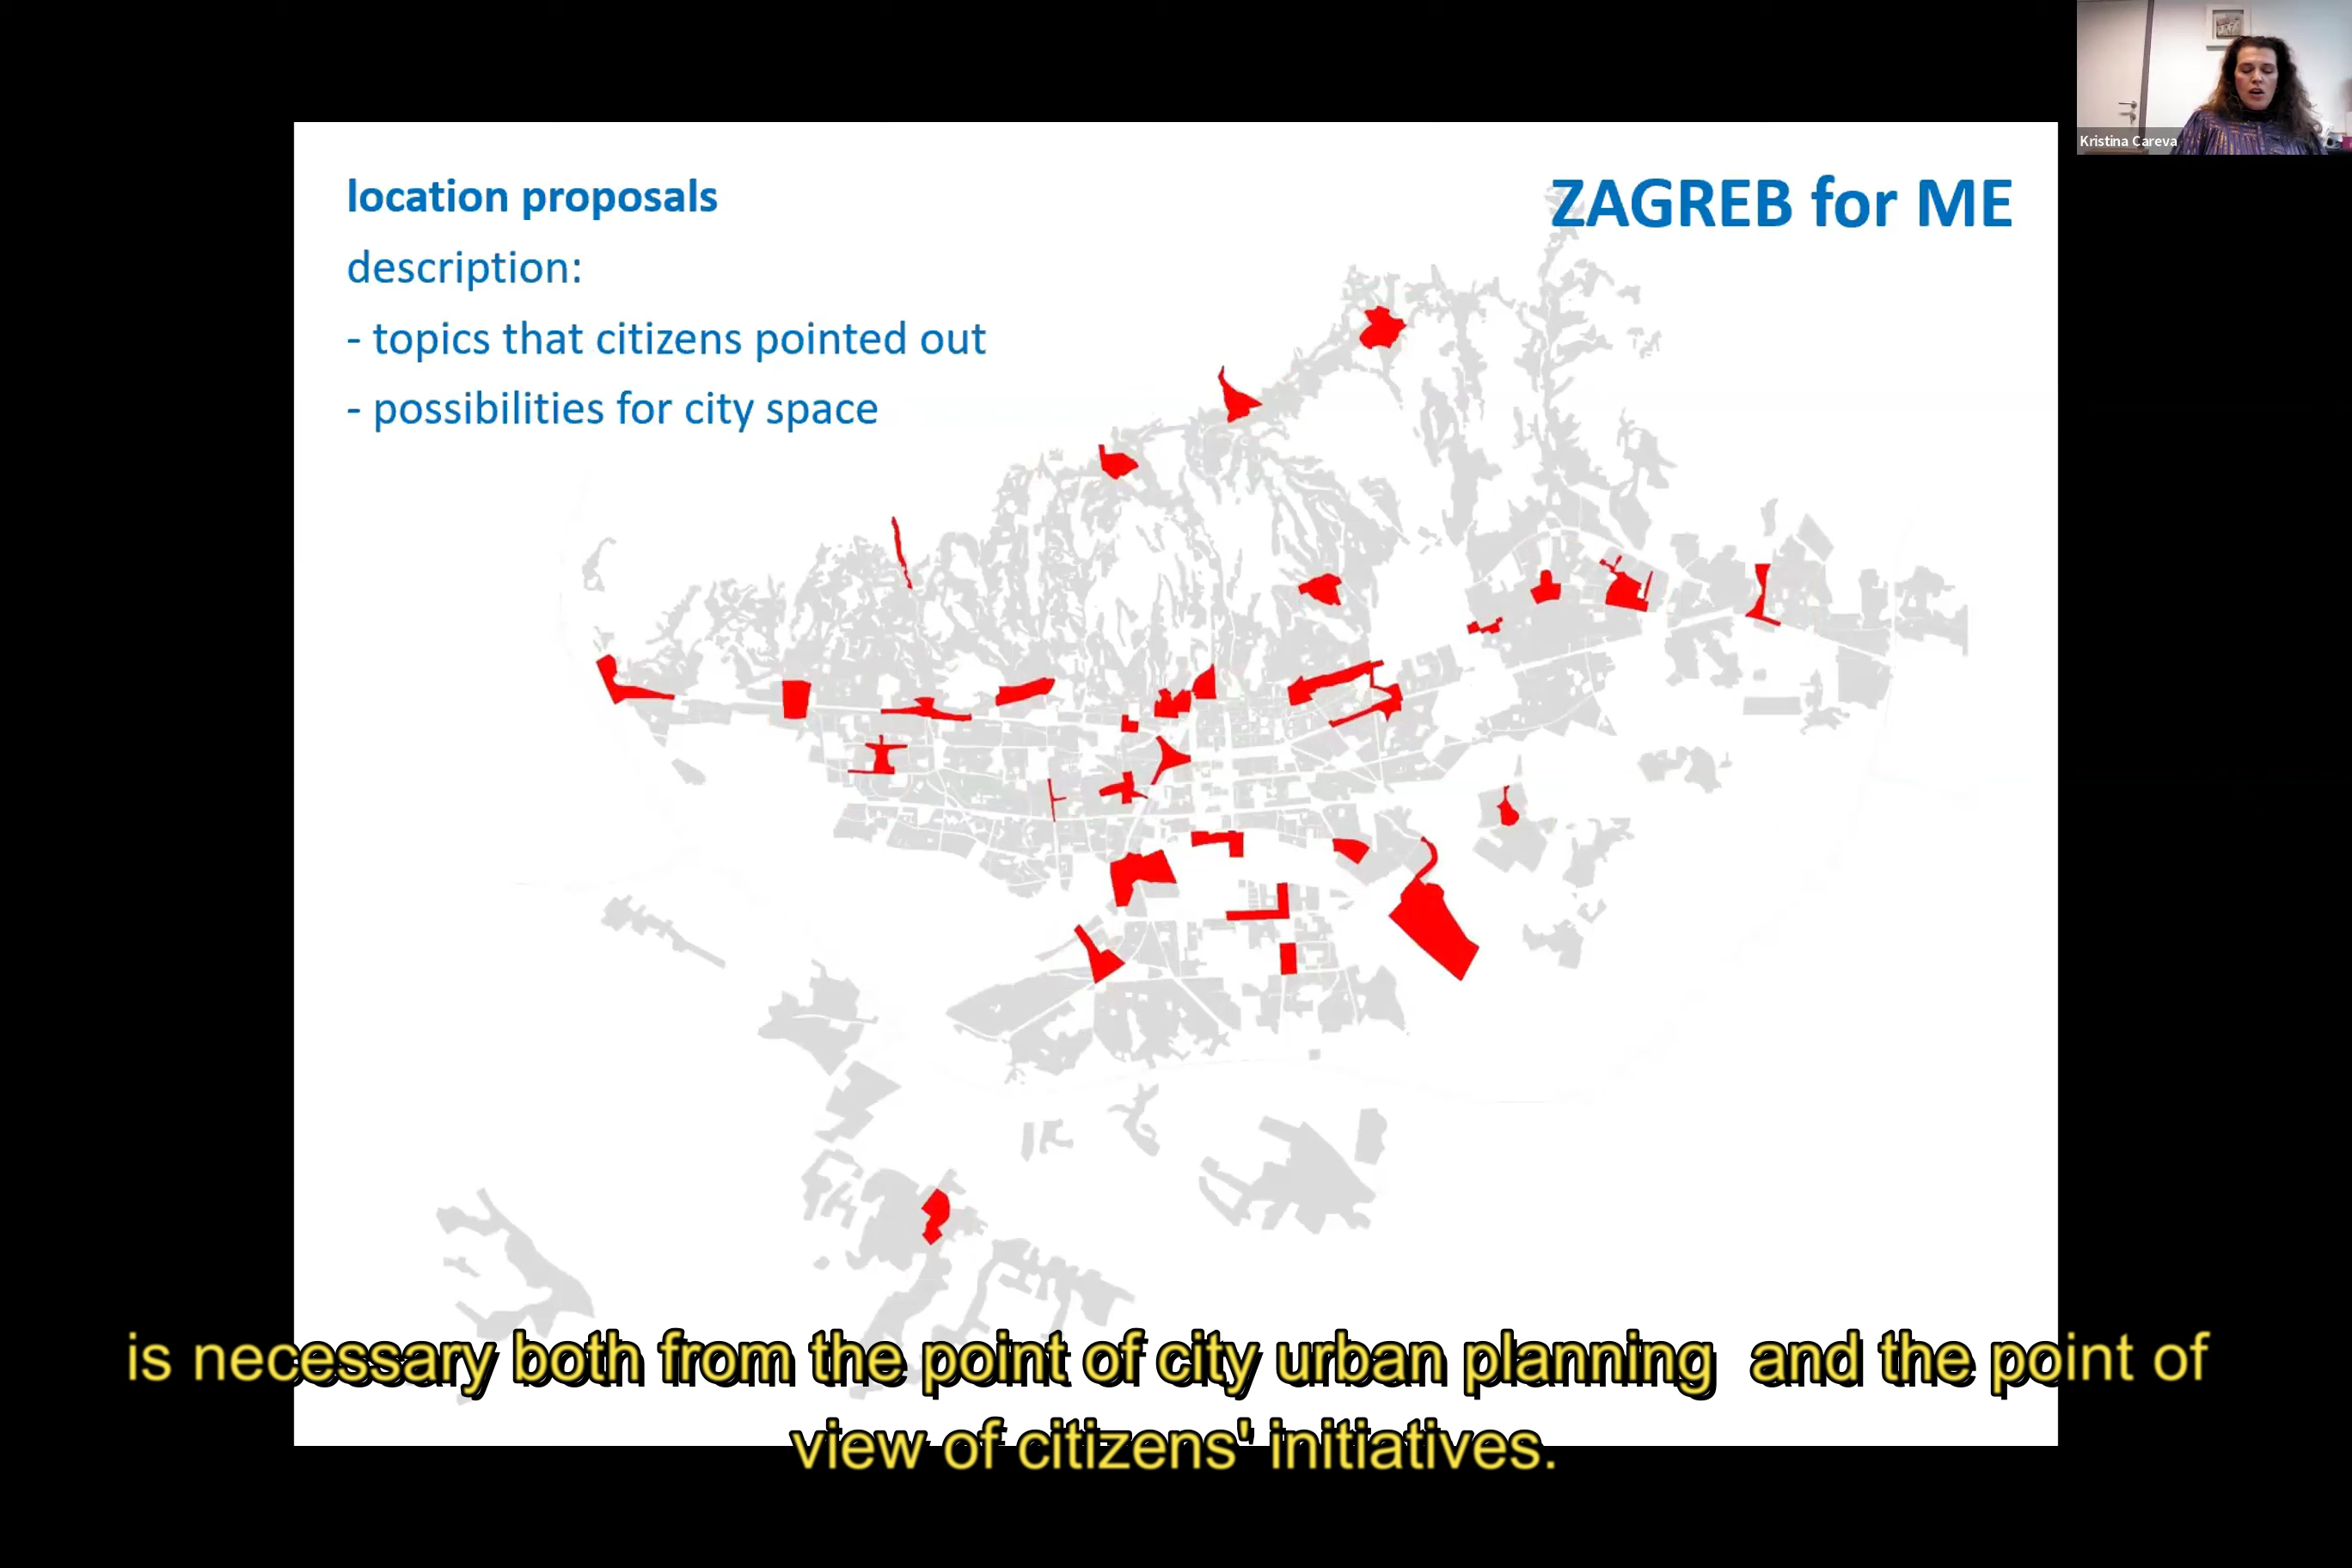 Kristina Careva
location proposals
ZAGREB for ME
description:
- topics that citizens pointed out
- possibilities for city space
is necessary both from the point of city urban planning  and the point of
view of citizens' initiatives.